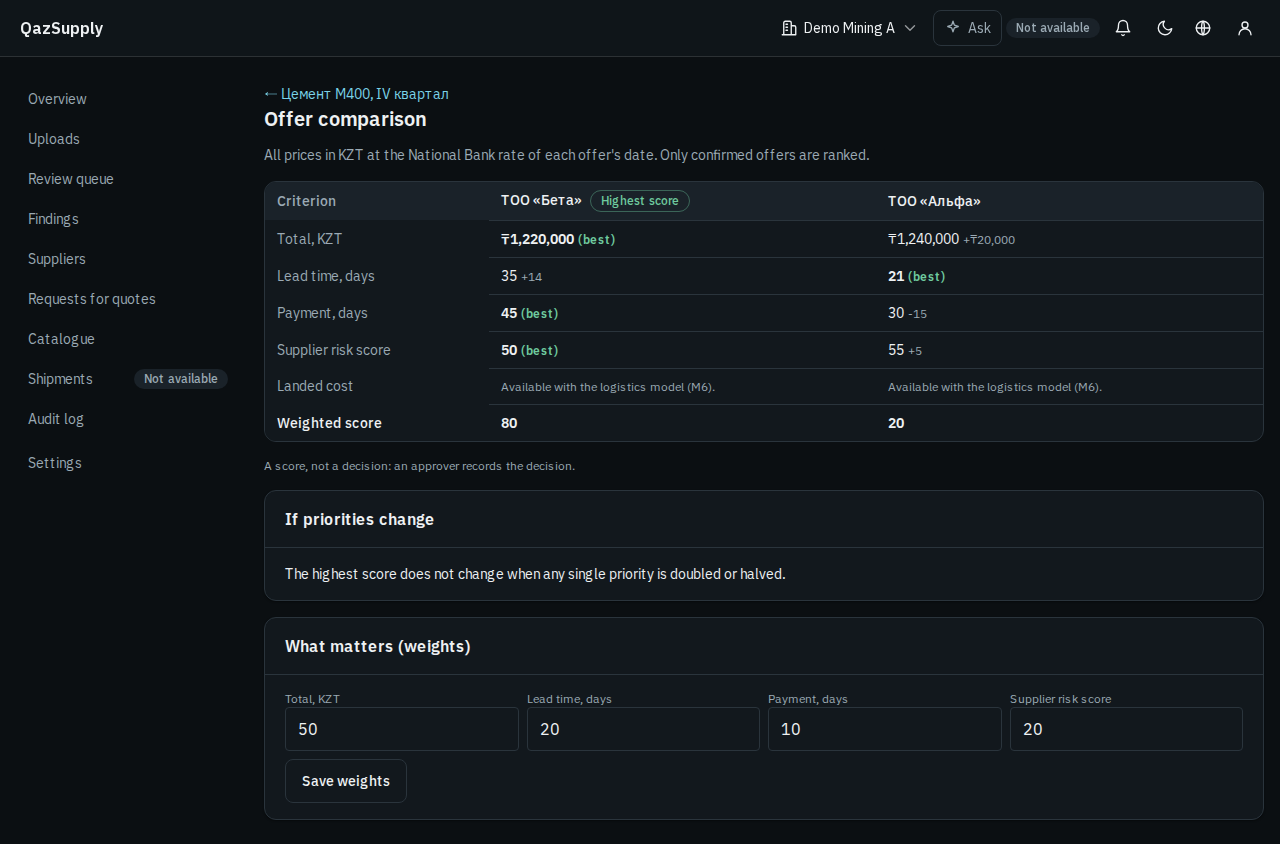 QazSupply
Demo Mining A
Ask
Not available
Overview
Uploads
Review queue
Findings
Suppliers
Requests for quotes
Catalogue
Shipments Not available
Audit log
Settings
← Цемент М400, IV квартал
Offer comparison
All prices in KZT at the National Bank rate of each offer's date. Only confirmed offers are ranked.
Criterion ТОО «Бета» Highest score ТОО «Альфа»
Total, KZT ₸1,220,000 (best) ₸1,240,000 +₸20,000
Lead time, days 35 +14 21 (best)
Payment, days 45 (best) 30 -15
Supplier risk score 50 (best) 55 +5
Landed cost Available with the logistics model (M6). Available with the logistics model (M6).
Weighted score 80 20
A score, not a decision: an approver records the decision.
If priorities change
The highest score does not change when any single priority is doubled or halved.
What matters (weights)
Total, KZT Lead time, days Payment, days Supplier risk score
50 20 10 20
Save weights